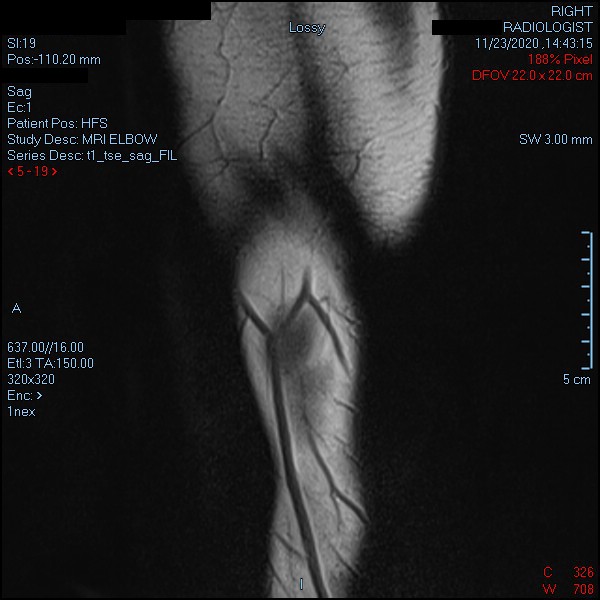 Lossy
RIGHT
RADIOLOGIST
11/23/2020 ,14:43:15
188% Pixel
DFOV 22.0 x 22.0 cm
SI:19
Pos:-110.20 mm
Sag
Ec:1
Patient Pos: HFS
Study Desc: MRI ELBOW
Series Desc: t1_tse_sag_FIL
< 5 - 19 >
SW 3.00 mm
A
637.00//16.00
Etl:3 TA:150.00
320x320
Enc: >
1nex
5 cm
I
C 326
W 708